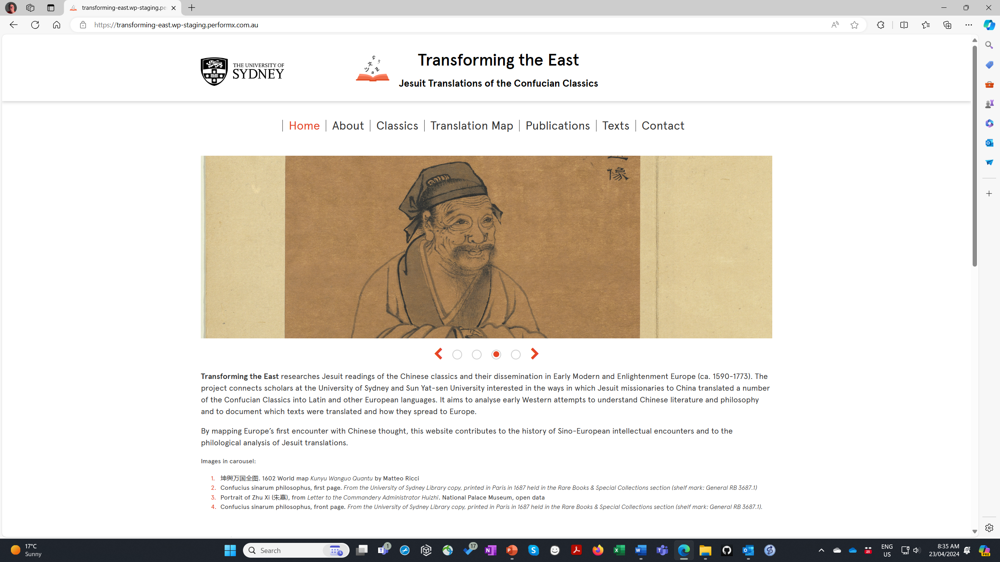 transforming-east.wp-staging.pe
https://transforming-east.wp-staging.performx.com.au
THE UNIVERSITY OF
SYDNEY
Transforming the East
Jesuit Translations of the Confucian Classics
Home
About
Classics
Translation Map
Publications
Texts
Contact
像
Transforming the East researches Jesuit readings of the Chinese classics and their dissemination in Early Modern and Enlightenment Europe (ca. 1590-1773). The
project connects scholars at the University of Sydney and Sun Yat-sen University interested in the ways in which Jesuit missionaries to China translated a number
of the Confucian Classics into Latin and other European languages. It aims to analyse early Western attempts to understand Chinese literature and philosophy
and to document which texts were translated and how they spread to Europe.
By mapping Europe’s first encounter with Chinese thought, this website contributes to the history of Sino-European intellectual encounters and to the
philological analysis of Jesuit translations.
Images in carousel:
1. 坤舆万国全图. 1602 World map Kunyu Wanguo Quantu by Matteo Ricci
2. Confucius sinarum philosophus, first page. From the University of Sydney Library copy, printed in Paris in 1687 held in the Rare Books & Special Collections section (shelf mark: General RB 3687.1)
3. Portrait of Zhu Xi (朱熹), from Letter to the Commandery Administrator Huizhi. National Palace Museum, open data
4. Confucius sinarum philosophus, front page. From the University of Sydney Library copy, printed in Paris in 1687 held in the Rare Books & Special Collections section (shelf mark: General RB 3687.1).
17°C
Sunny
Search
1
17
25
ENG
US
8:35 AM
23/04/2024
PRE